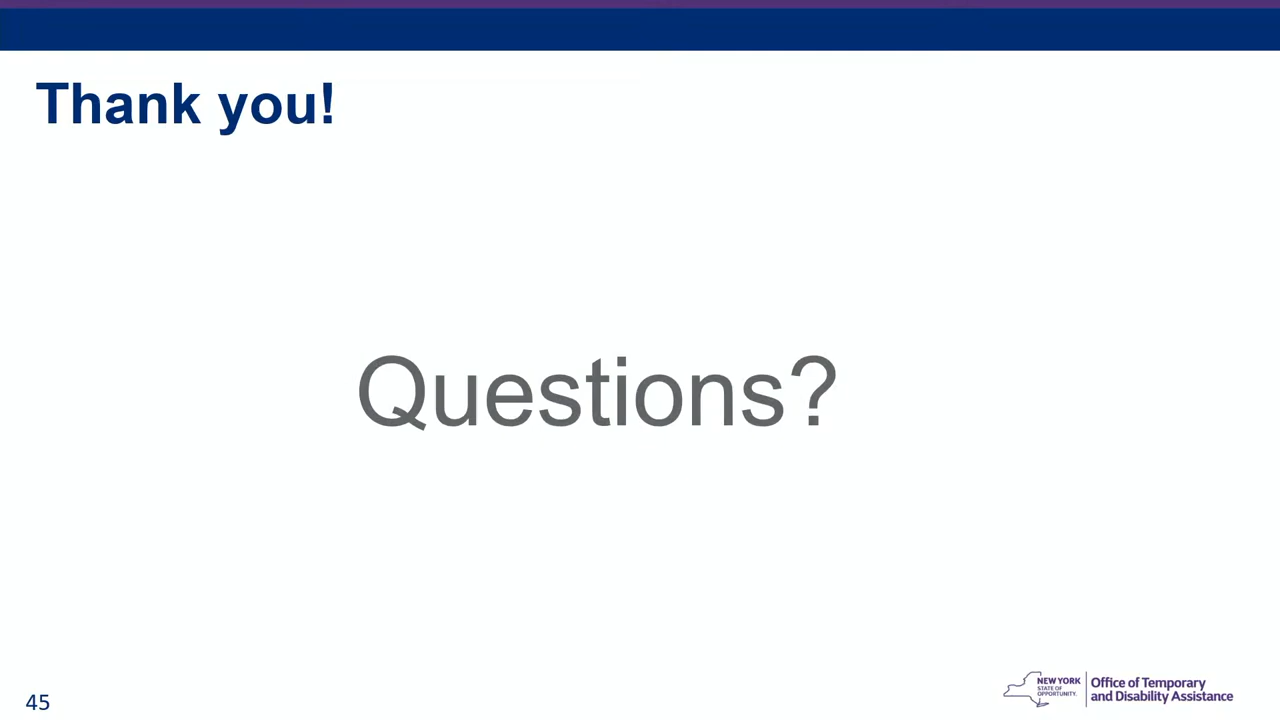 Thank you!
Questions?
45
NEW YORK
STATE OF
OPPORTUNITY.
Office of Temporary
and Disability Assistance